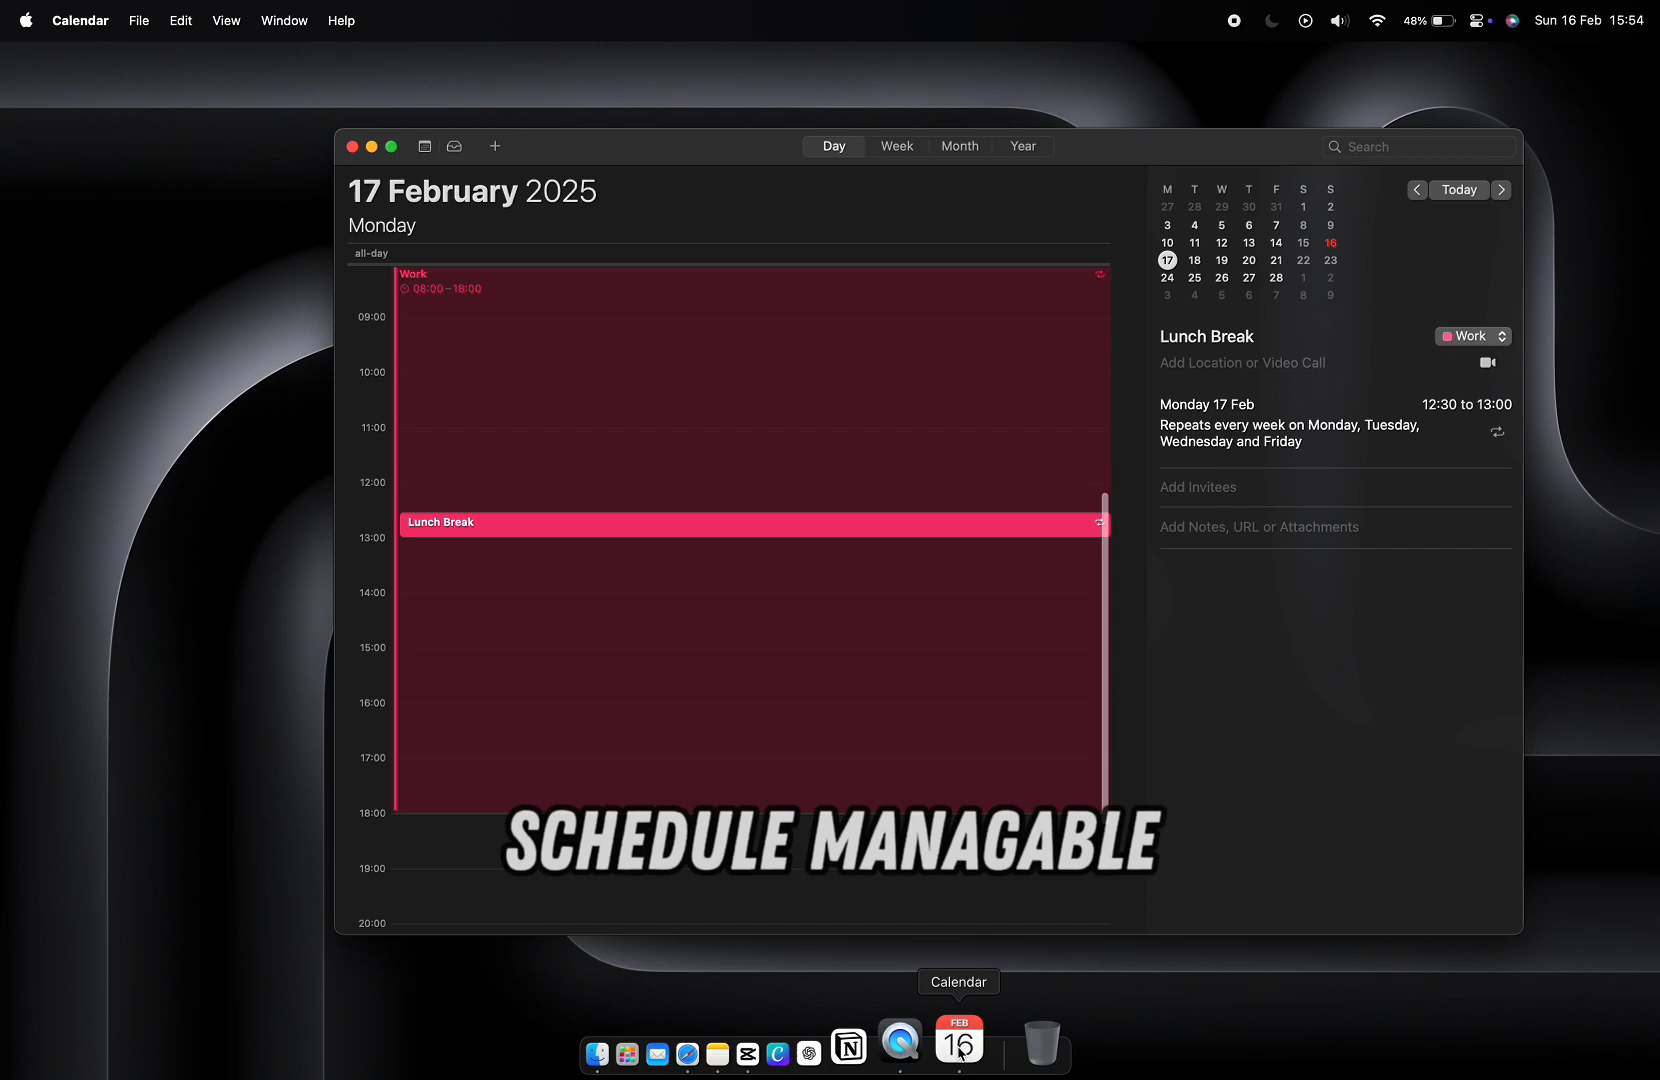 Calendar File Edit View Window Help
48% Sun 16 Feb 15:54
Day Week Month Year
Search
17 February 2025
Monday
all-day
Work
08:00–18:00
09:00
10:00
11:00
12:00
Lunch Break
13:00
14:00
15:00
16:00
17:00
18:00
19:00
20:00
M T W T F S S
27 28 29 30 31 1 2
3 4 5 6 7 8 9
10 11 12 13 14 15 16
17 18 19 20 21 22 23
24 25 26 27 28 1 2
3 4 5 6 7 8 9
Today
Lunch Break
Work
Add Location or Video Call
Monday 17 Feb 12:30 to 13:00
Repeats every week on Monday, Tuesday,
Wednesday and Friday
Add Invitees
Add Notes, URL or Attachments
SCHEDULE MANAGABLE
Calendar
FEB
16